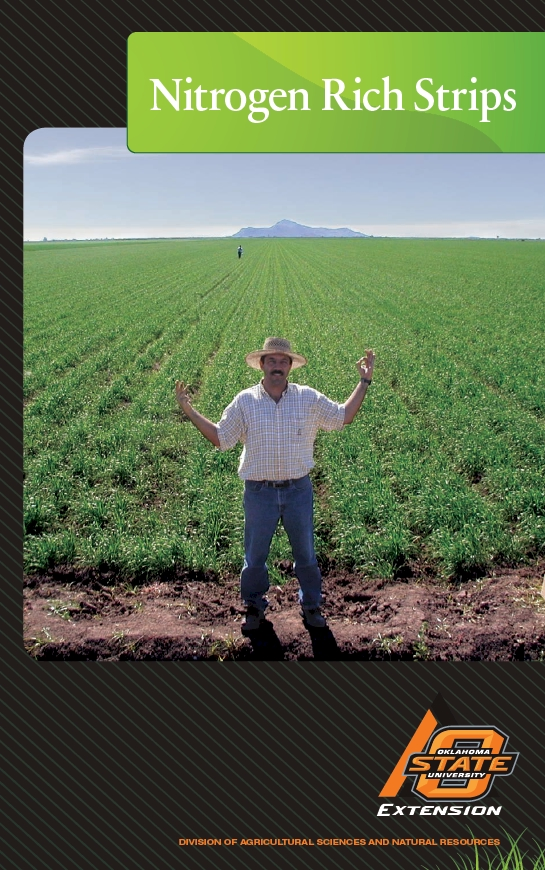 Nitrogen Rich Strips
OKLAHOMA
STATE
UNIVERSITY
EXTENSION
DIVISION OF AGRICULTURAL SCIENCES AND NATURAL RESOURCES